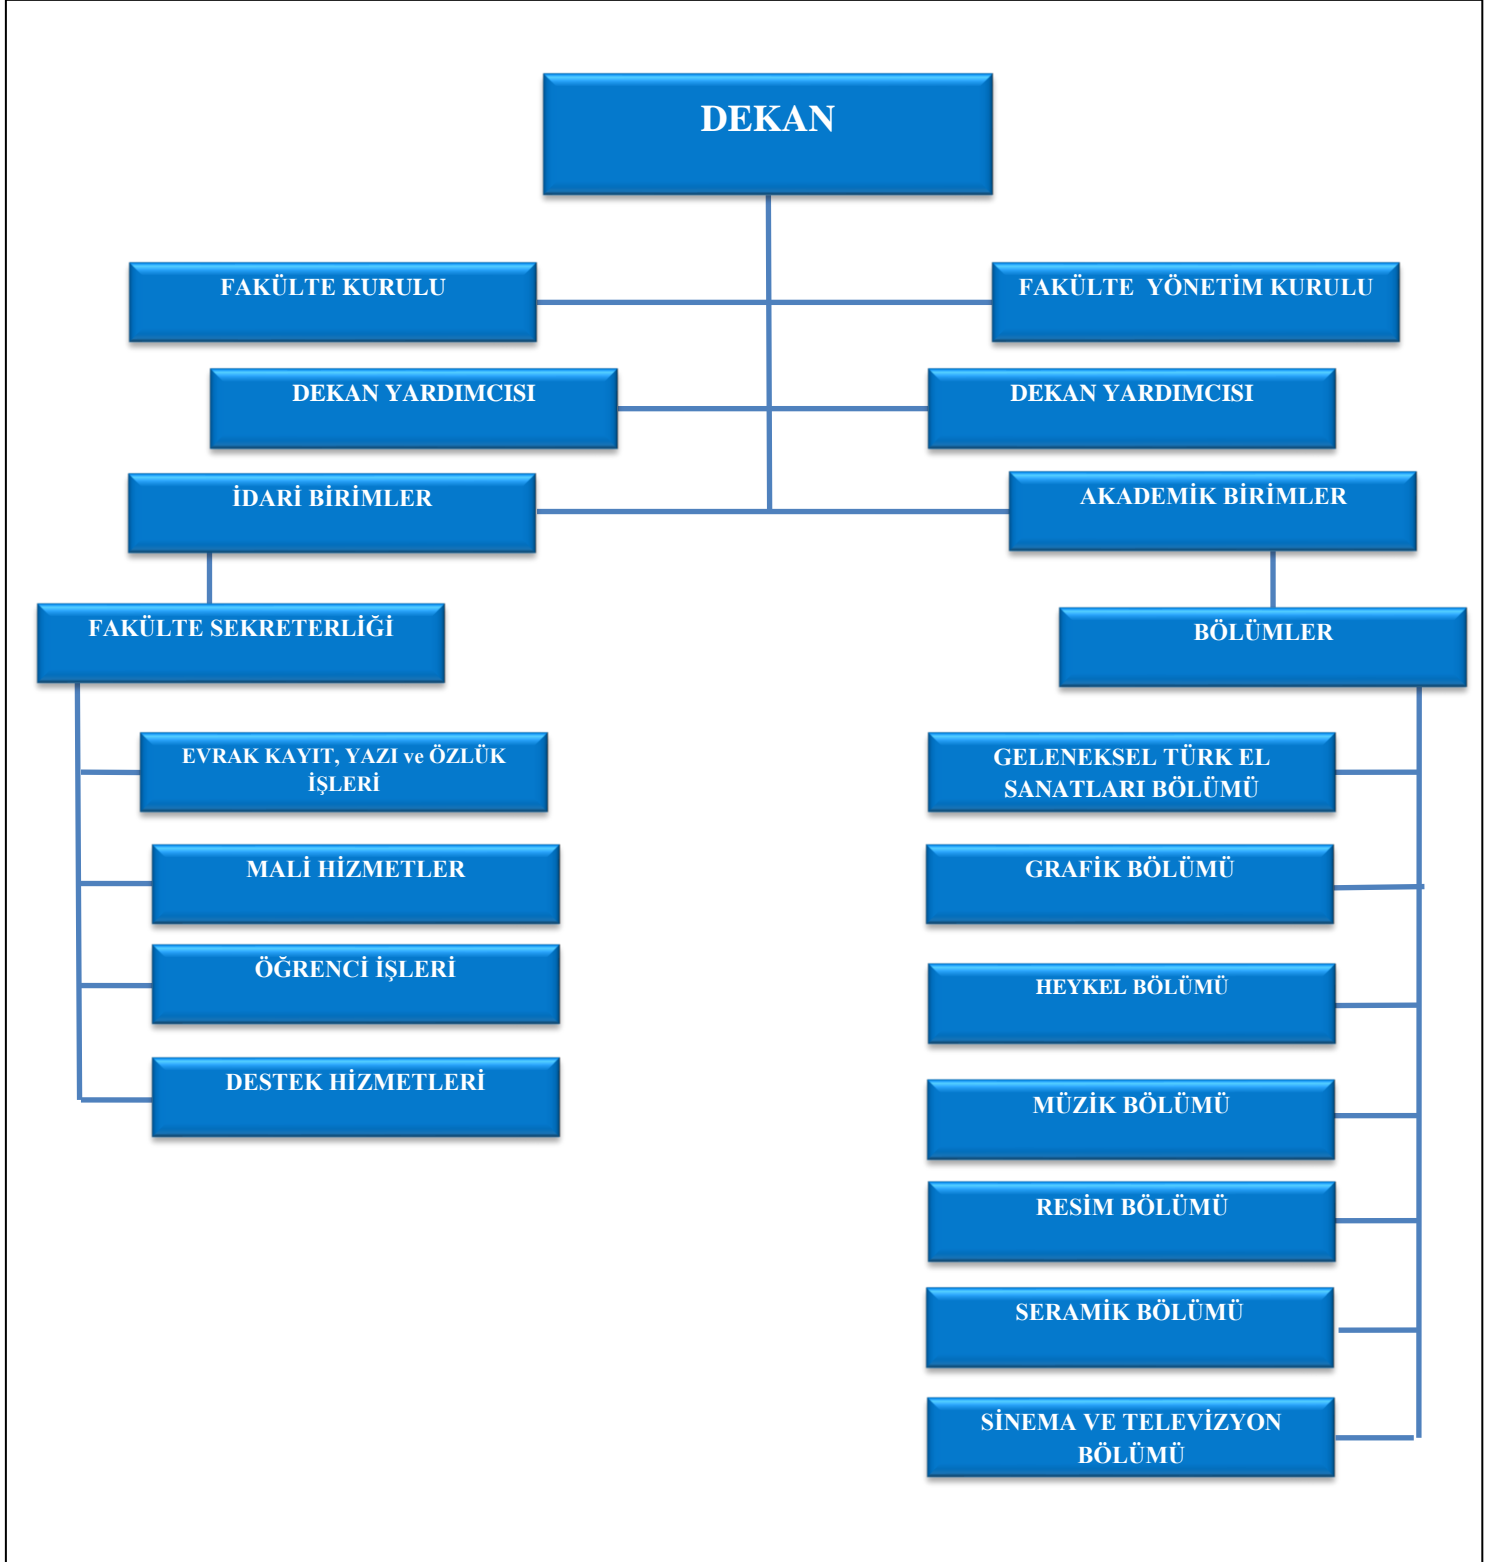 DEKAN
FAKÜLTE KURULU
FAKÜLTE YÖNETİM KURULU
DEKAN YARDIMCISI
DEKAN YARDIMCISI
İDARİ BİRİMLER
AKADEMİK BİRİMLER
FAKÜLTE SEKRETERLİĞİ
BÖLÜMLER
EVRAK KAYIT, YAZI ve ÖZLÜK
İŞLERİ
MALİ HİZMETLER
ÖĞRENCİ İŞLERİ
DESTEK HİZMETLERİ
GELENEKSEL TÜRK EL
SANATLARI BÖLÜMÜ
GRAFİK BÖLÜMÜ
HEYKEL BÖLÜMÜ
MÜZİK BÖLÜMÜ
RESİM BÖLÜMÜ
SERAMİK BÖLÜMÜ
SİNEMA VE TELEVİZYON
BÖLÜMÜ